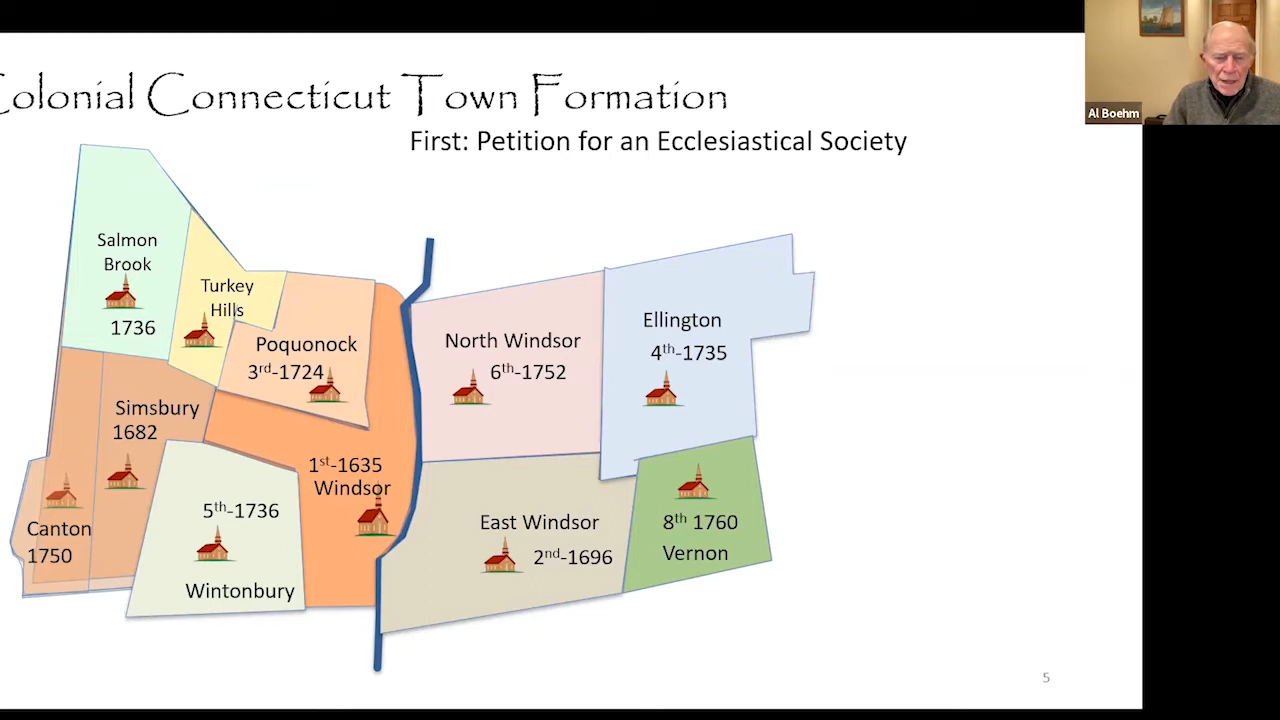 Colonial Connecticut Town Formation
First: Petition for an Ecclesiastical Society
Al Boehm
Salmon
Brook
1736
Turkey
Hills
Poquonock
3rd-1724
North Windsor
6th-1752
Ellington
4th-1735
Simsbury
1682
1st-1635
Windsor
Canton
1750
5th-1736
Wintonbury
East Windsor
2nd-1696
8th 1760
Vernon
5